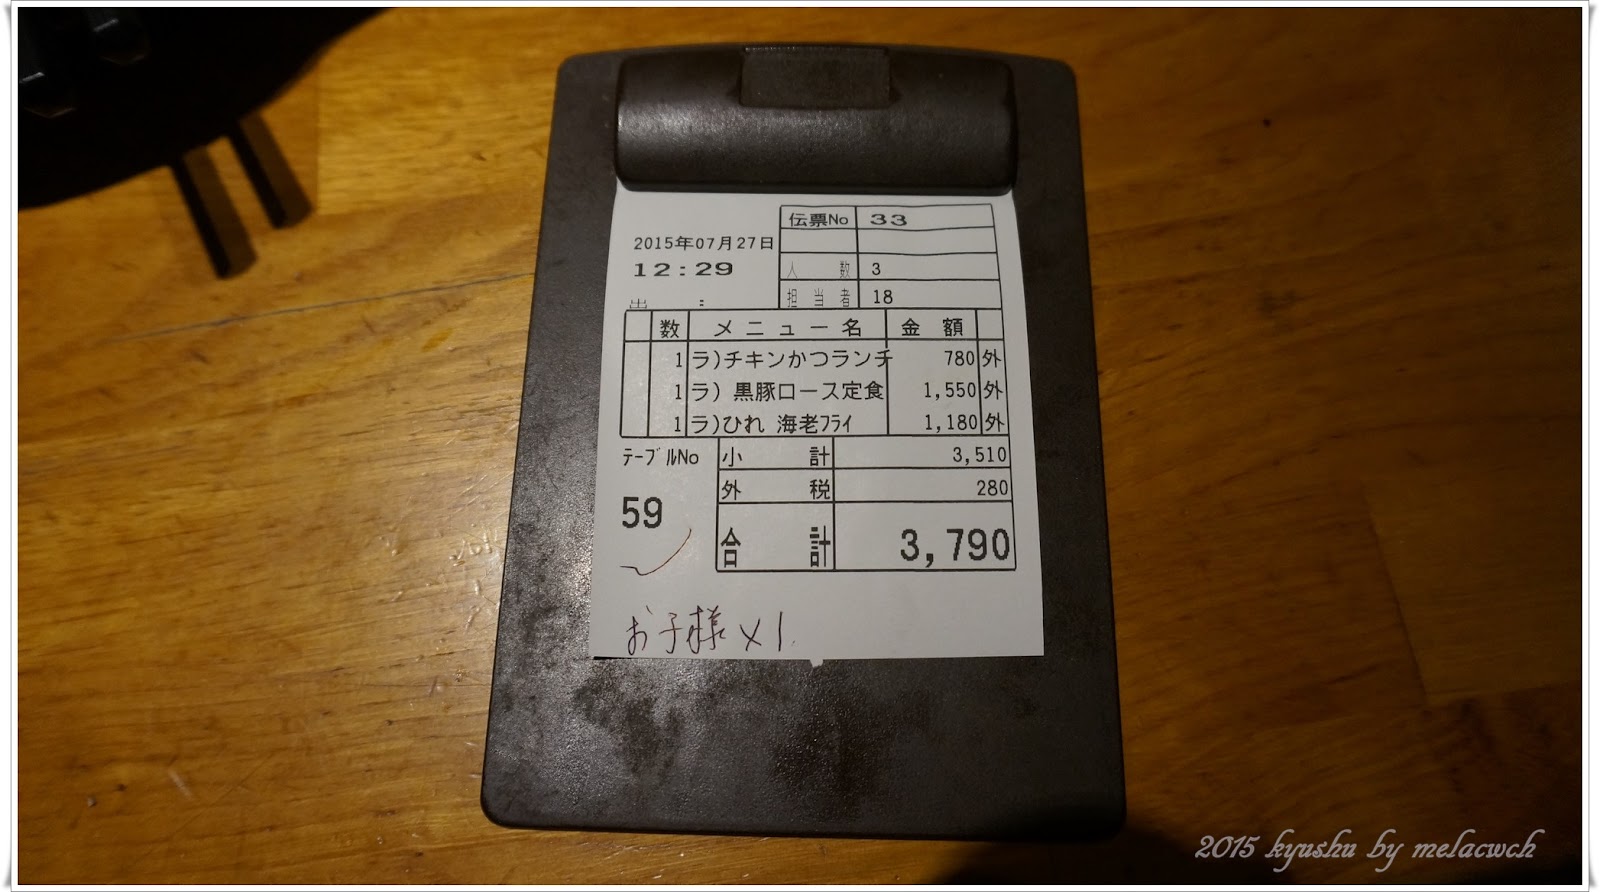 伝票No 33
2015年07月27日
12:29
人数 3
担当者 18
数 メニュー名 金額
1 ラ)チキンかつランチ 780 外
1 ラ) 黒豚ロース定食 1,550 外
1 ラ)ひれ 海老フライ 1,180 外
テーブルNo
59
小計 3,510
外税 280
合計 3,790
お子様 x1.
2015 kyushu by melacwch